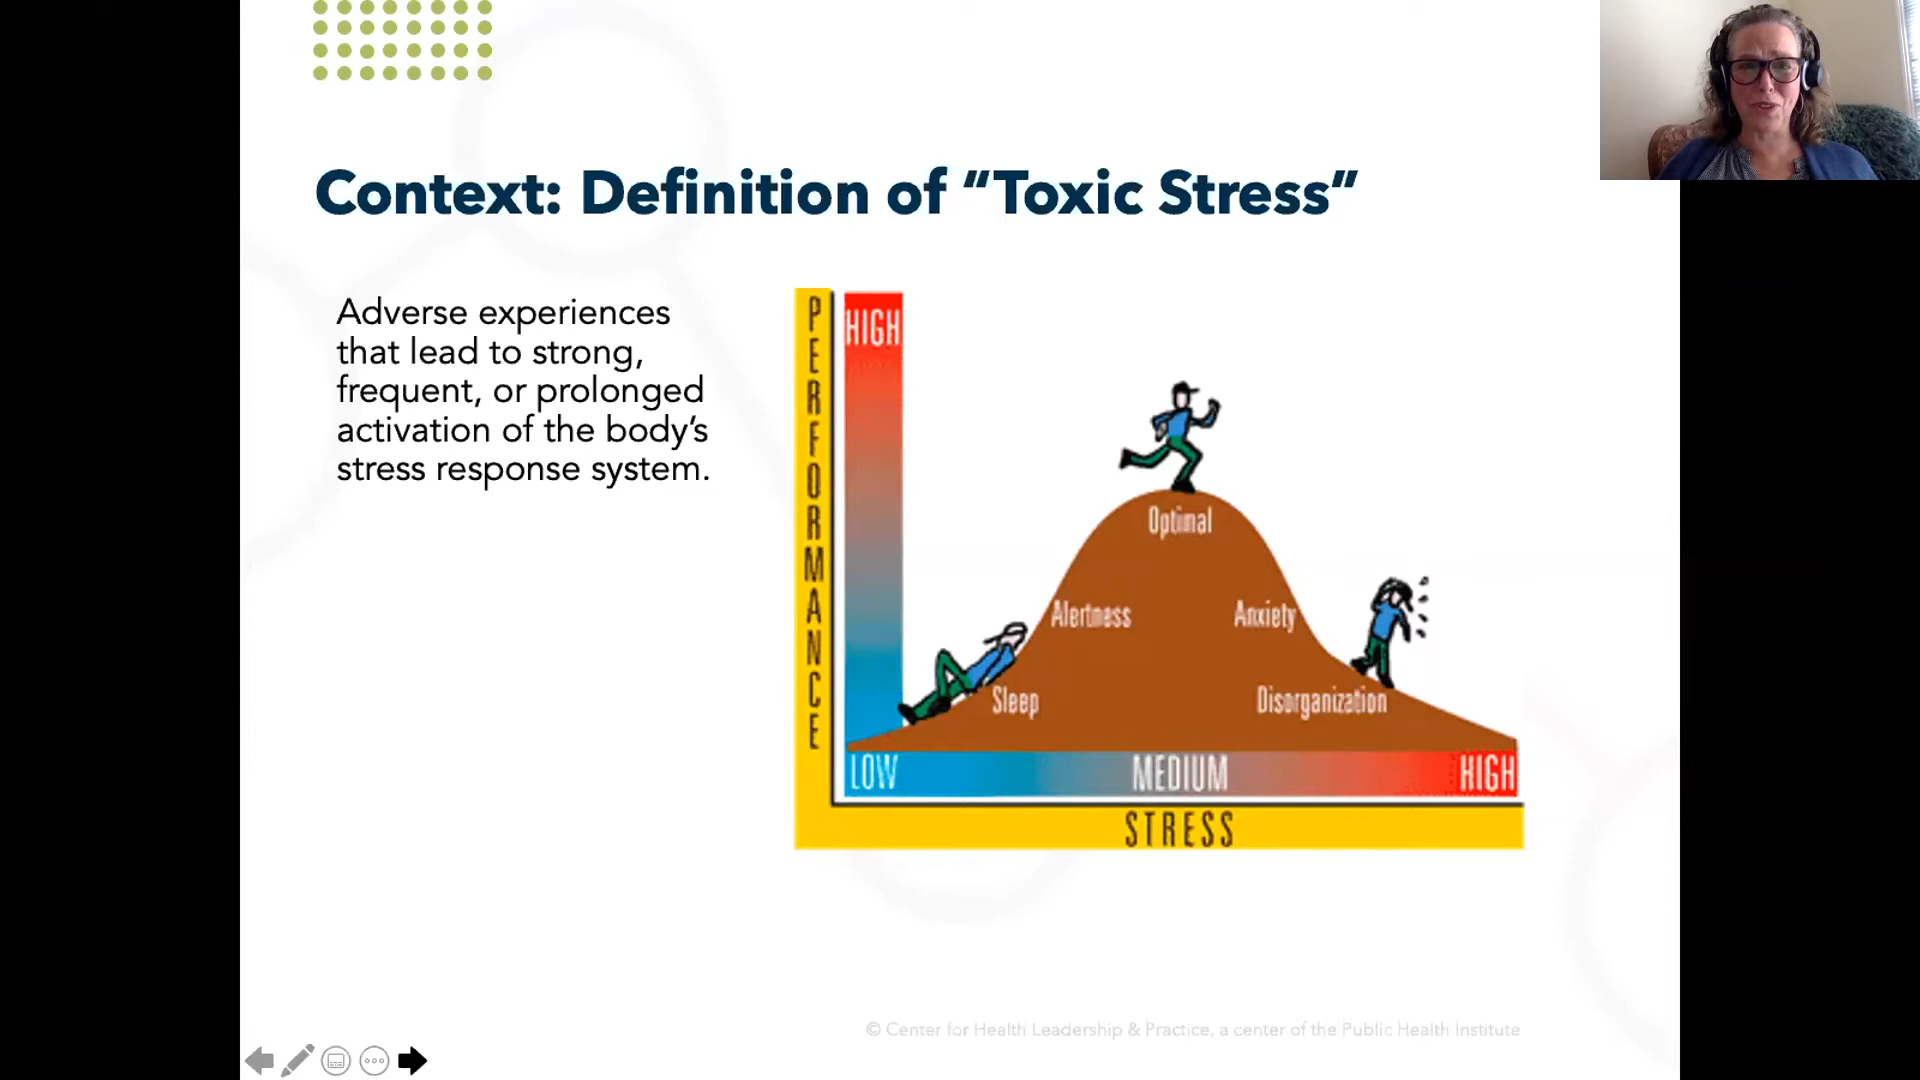 Context: Definition of “Toxic Stress”
Adverse experiences
that lead to strong,
frequent, or prolonged
activation of the body’s
stress response system.
PERFORMANCE
HIGH
Optimal
Alertness
Anxiety
Sleep
Disorganization
LOW
MEDIUM
HIGH
STRESS
© Center for Health Leadership & Practice, a center of the Public Health Institute